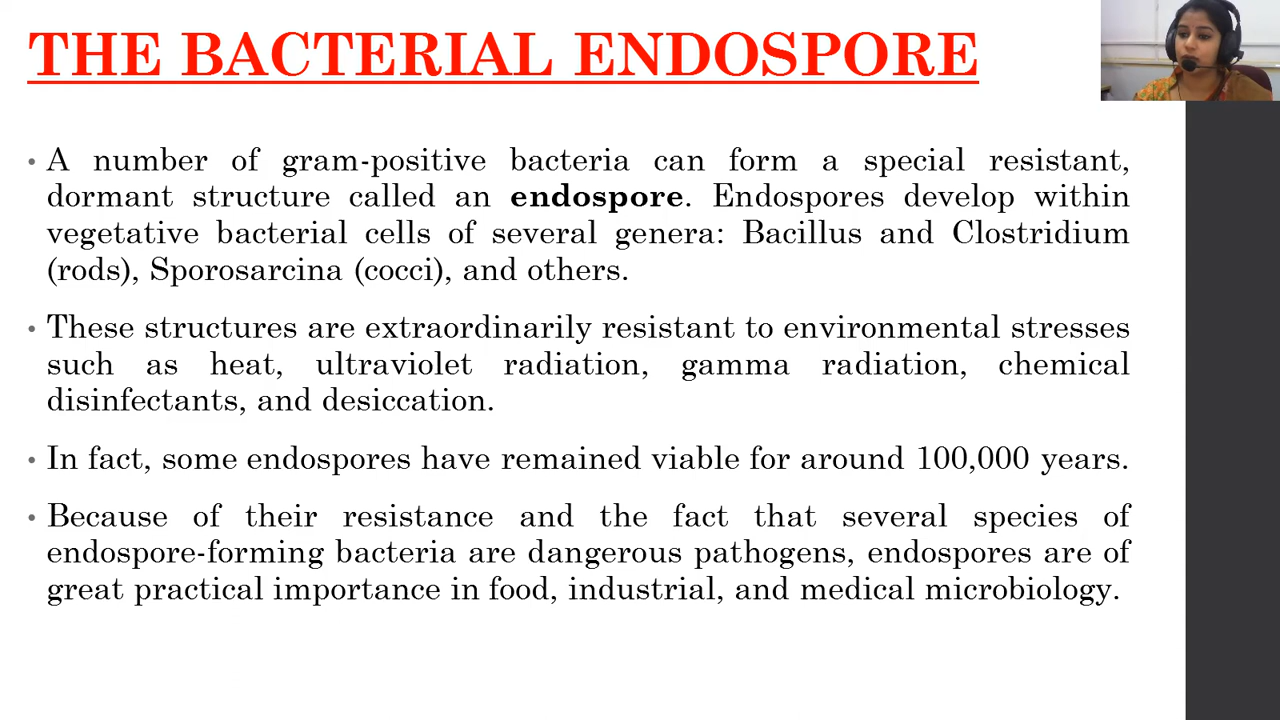 THE BACTERIAL ENDOSPORE
• A number of gram-positive bacteria can form a special resistant,
dormant structure called an endospore. Endospores develop within
vegetative bacterial cells of several genera: Bacillus and Clostridium
(rods), Sporosarcina (cocci), and others.
• These structures are extraordinarily resistant to environmental stresses
such as heat, ultraviolet radiation, gamma radiation, chemical
disinfectants, and desiccation.
• In fact, some endospores have remained viable for around 100,000 years.
• Because of their resistance and the fact that several species of
endospore-forming bacteria are dangerous pathogens, endospores are of
great practical importance in food, industrial, and medical microbiology.